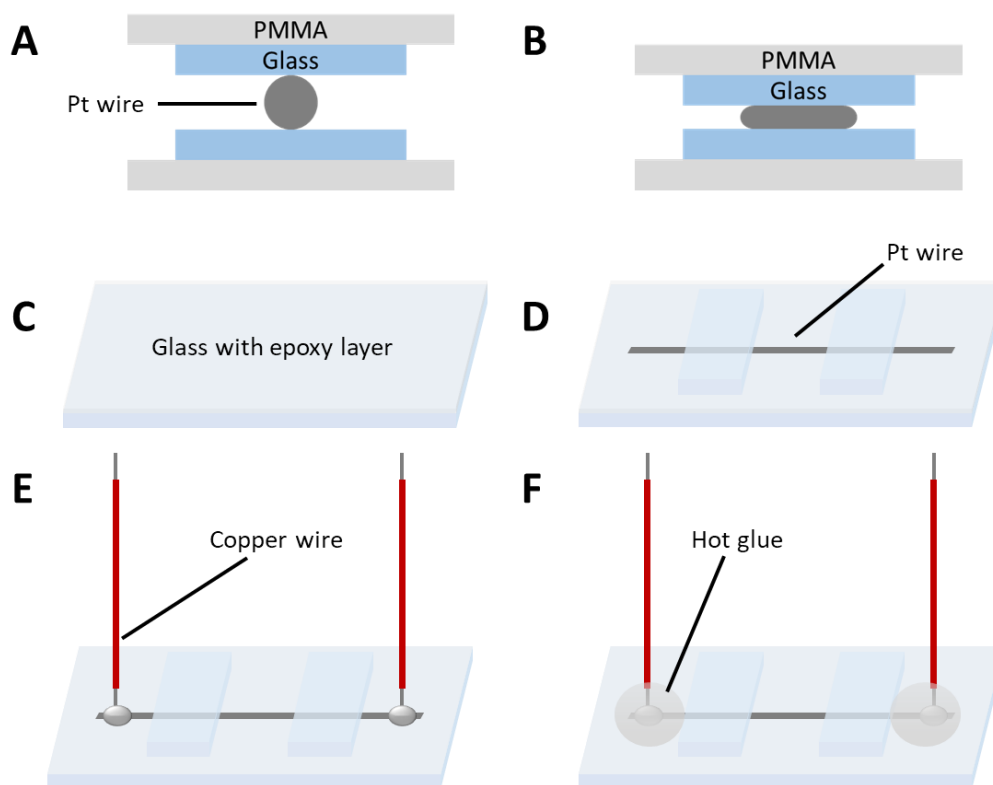 A
PMMA
Glass
Pt wire
B
PMMA
Glass
C
Glass with epoxy layer
D
Pt wire
E
Copper wire
F
Hot glue